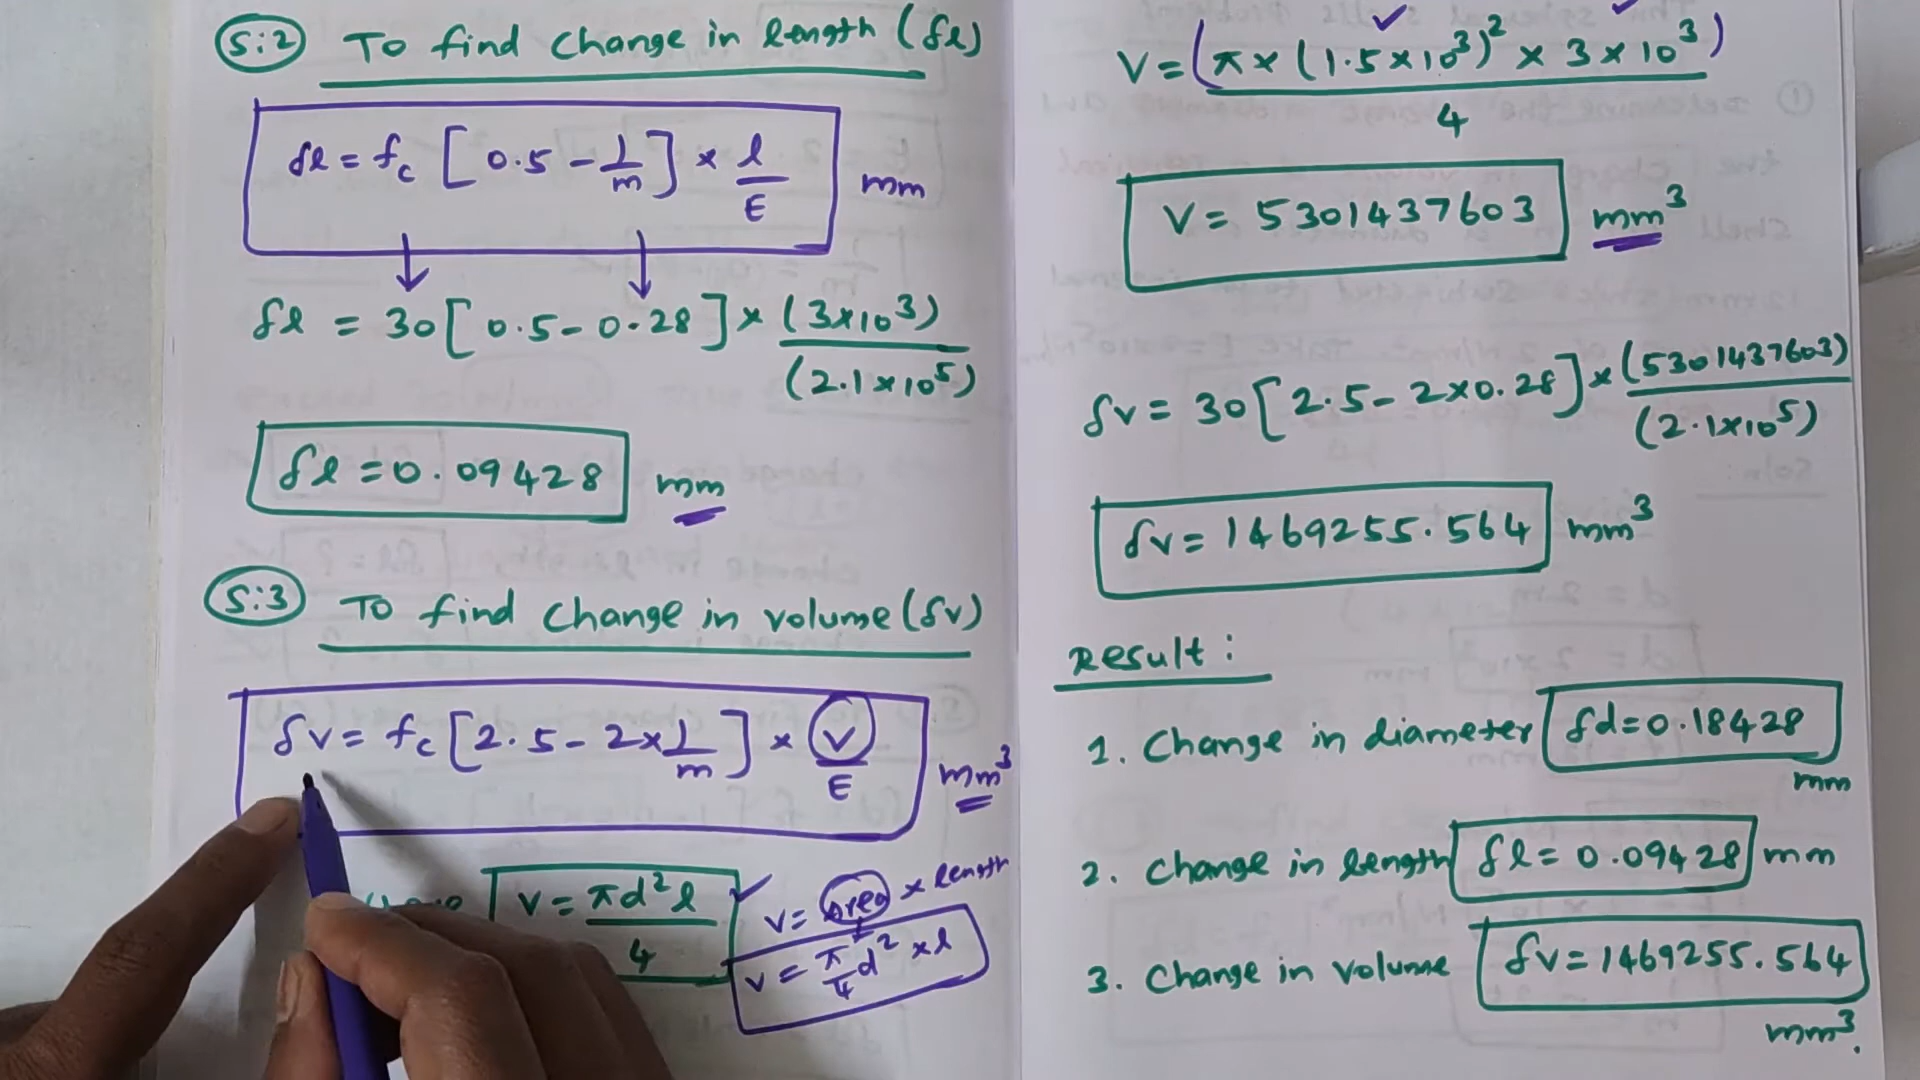 S:2 To find Change in length (δl)
δl = fc [0.5 - 1/m] × l/E mm
δl = 30 [0.5 - 0.28] × (3×10³)/(2.1×10⁵)
δl = 0.09428 mm
S:3 To find Change in volume (δv)
δv = fc [2.5 - 2×1/m] × v/E mm³
v = πd²l/4
v = area × length
v = π/4 d² × l
V = (π × (1.5×10³)² × 3×10³)/4
V = 5301437603 mm³
δv = 30 [2.5 - 2×0.28] × (5301437603)/(2.1×10⁵)
δv = 1469255.564 mm³
Result:
1. Change in diameter δd = 0.18428 mm
2. Change in length δl = 0.09428 mm
3. Change in volume δv = 1469255.564 mm³.